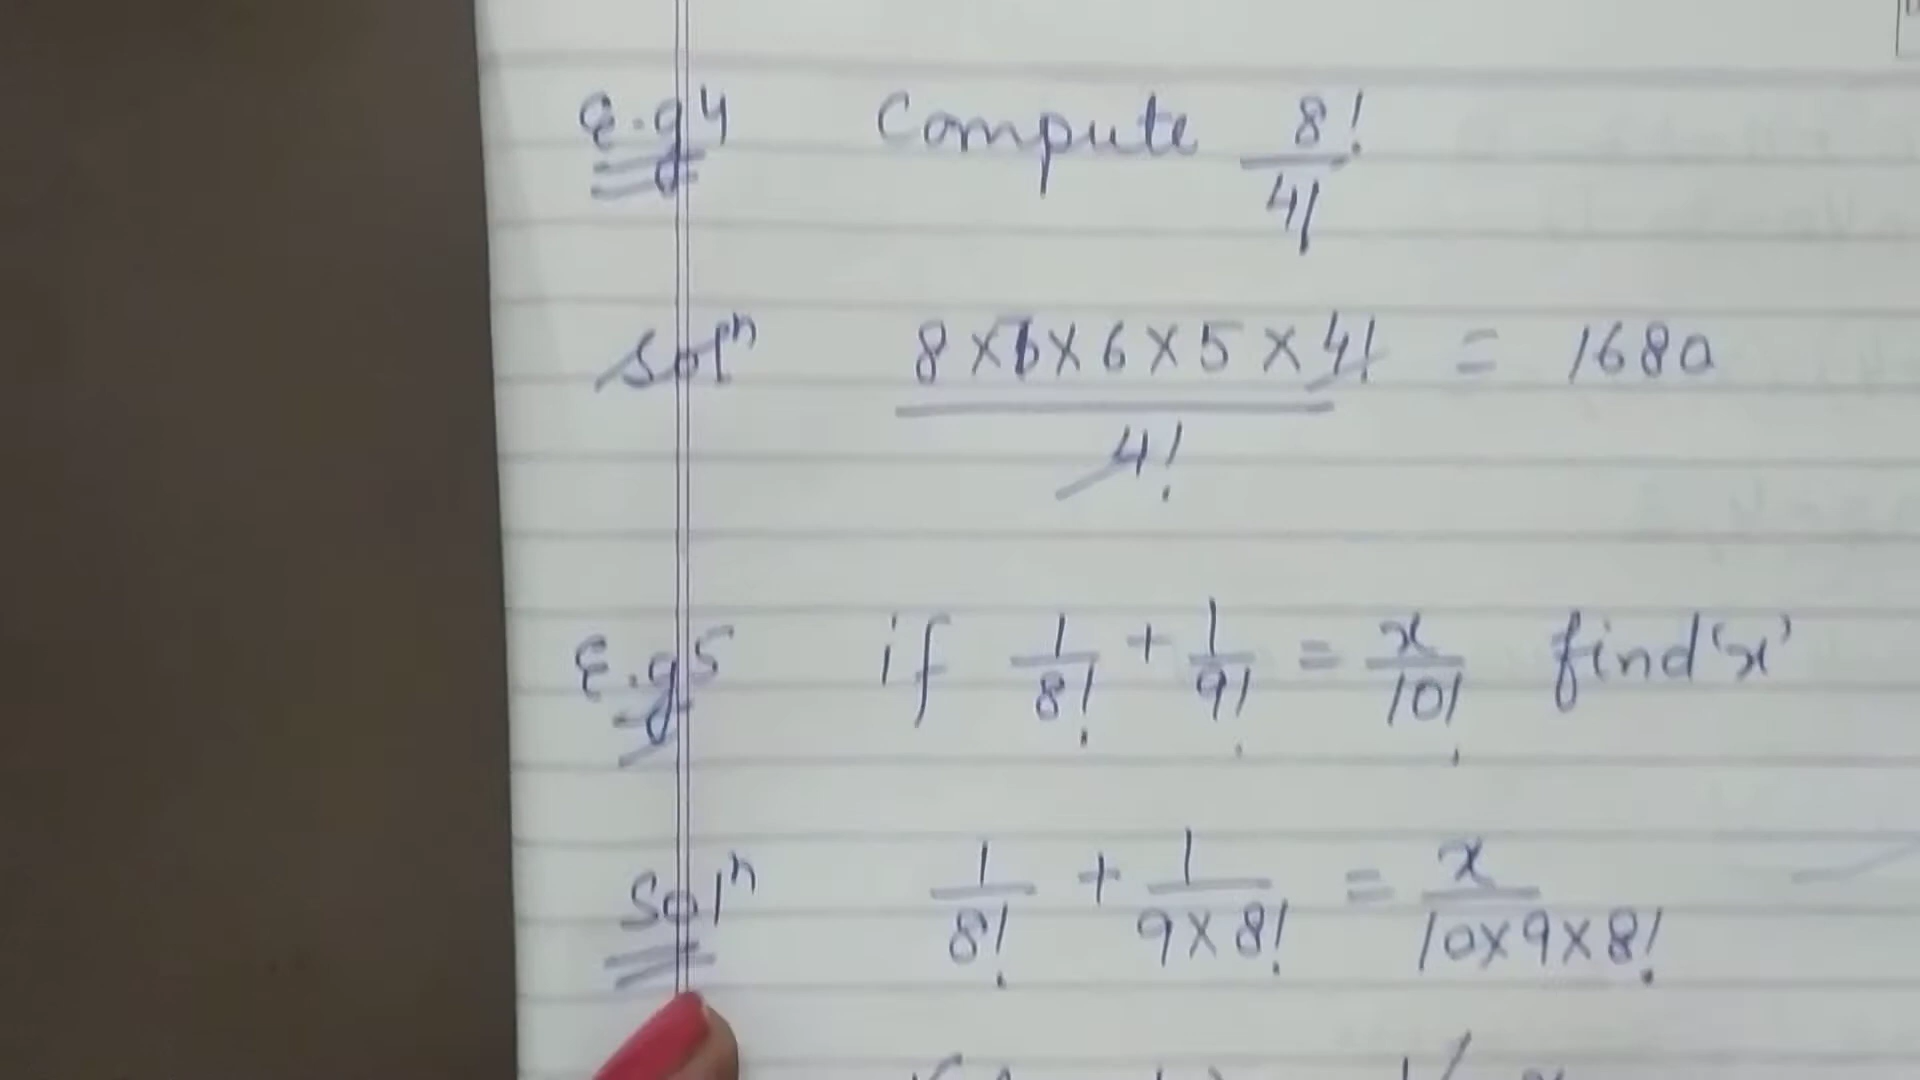 E.g 4 Compute 8!/4!
Solⁿ 8×7×6×5×4!/4! = 1680
E.g 5 if 1/8! + 1/9! = x/10! find 'x'
Solⁿ 1/8! + 1/9×8! = x/10×9×8!